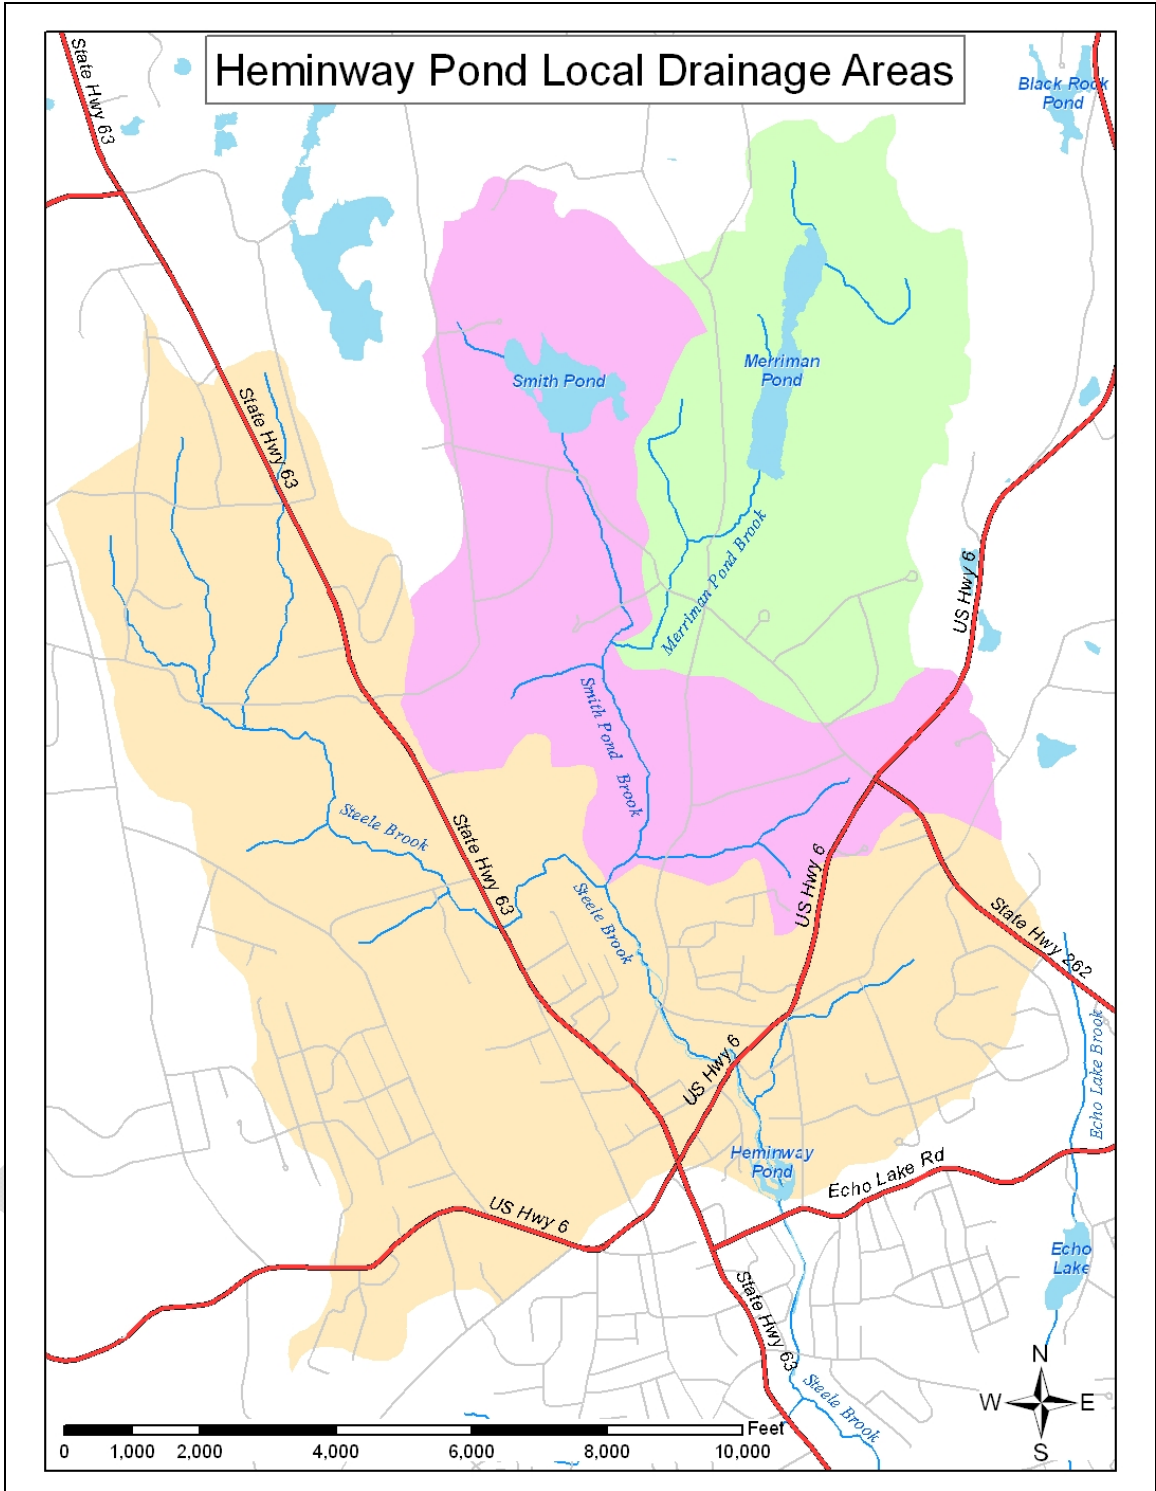 Heminway Pond Local Drainage Areas
State Hwy 63
Black Rock
Pond
Smith Pond
Merriman
Pond
State Hwy 63
Merriman Pond Brook
US Hwy 6
Smith Pond Brook
Steele Brook
State Hwy 63
US Hwy 6
Steele Brook
State Hwy 262
Echo Lake Brook
US Hwy 6
Heminway
Pond
Echo Lake Rd
US Hwy 6
Echo
Lake
State Hwy 63
Steele Brook
N
W E
S
Feet
0 1,000 2,000 4,000 6,000 8,000 10,000